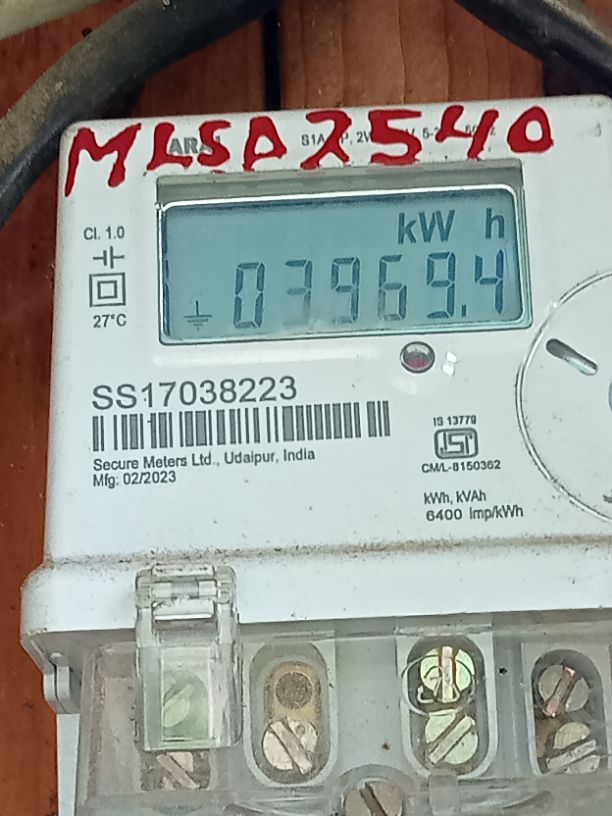 MLSD2540
Cl. 1.0
27°C
kW h
03969.4
SS17038223
Secure Meters Ltd., Udaipur, India
Mfg: 02/2023
IS 13779
CM/L-8150362
kWh, kVAh
6400 imp/kWh